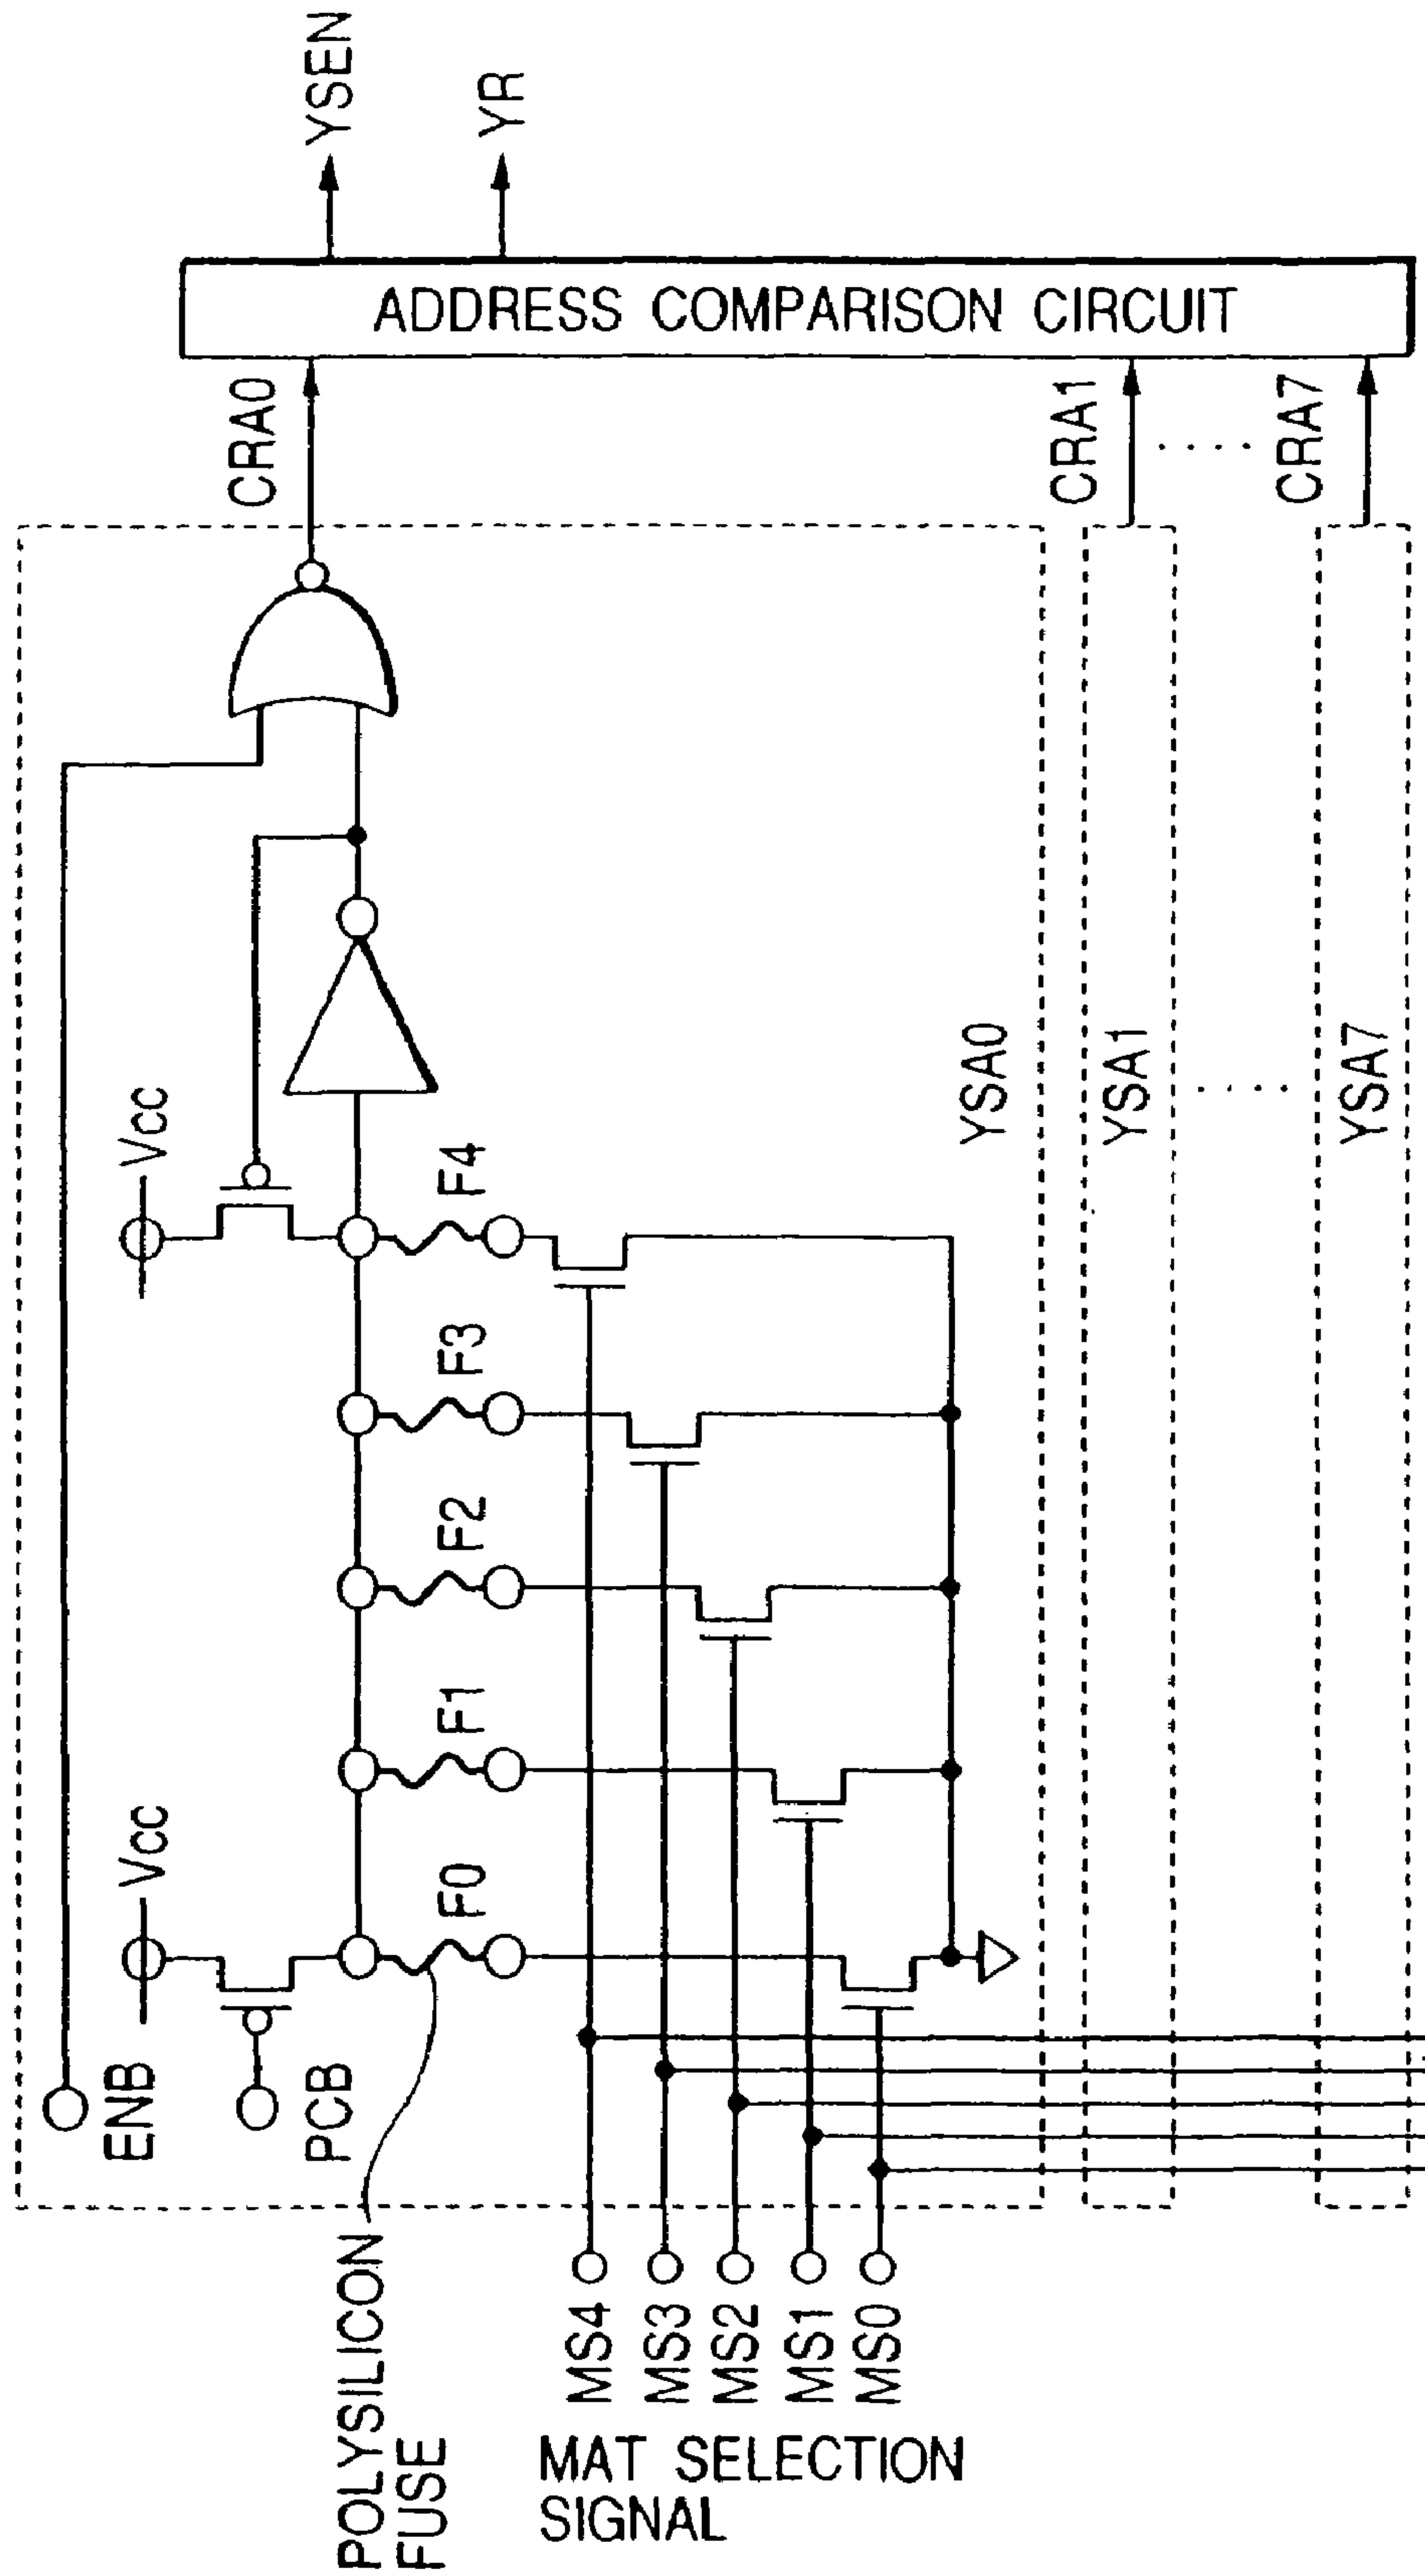 ENB
Vcc
Vcc
PCB
POLYSILICON
FUSE
F0
F1
F2
F3
F4
MS4
MS3
MS2
MS1
MS0
MAT SELECTION
SIGNAL
YSA0
YSA1
. . . .
YSA7
CRA0
CRA1
. . . .
CRA7
ADDRESS COMPARISON CIRCUIT
YSEN
YR